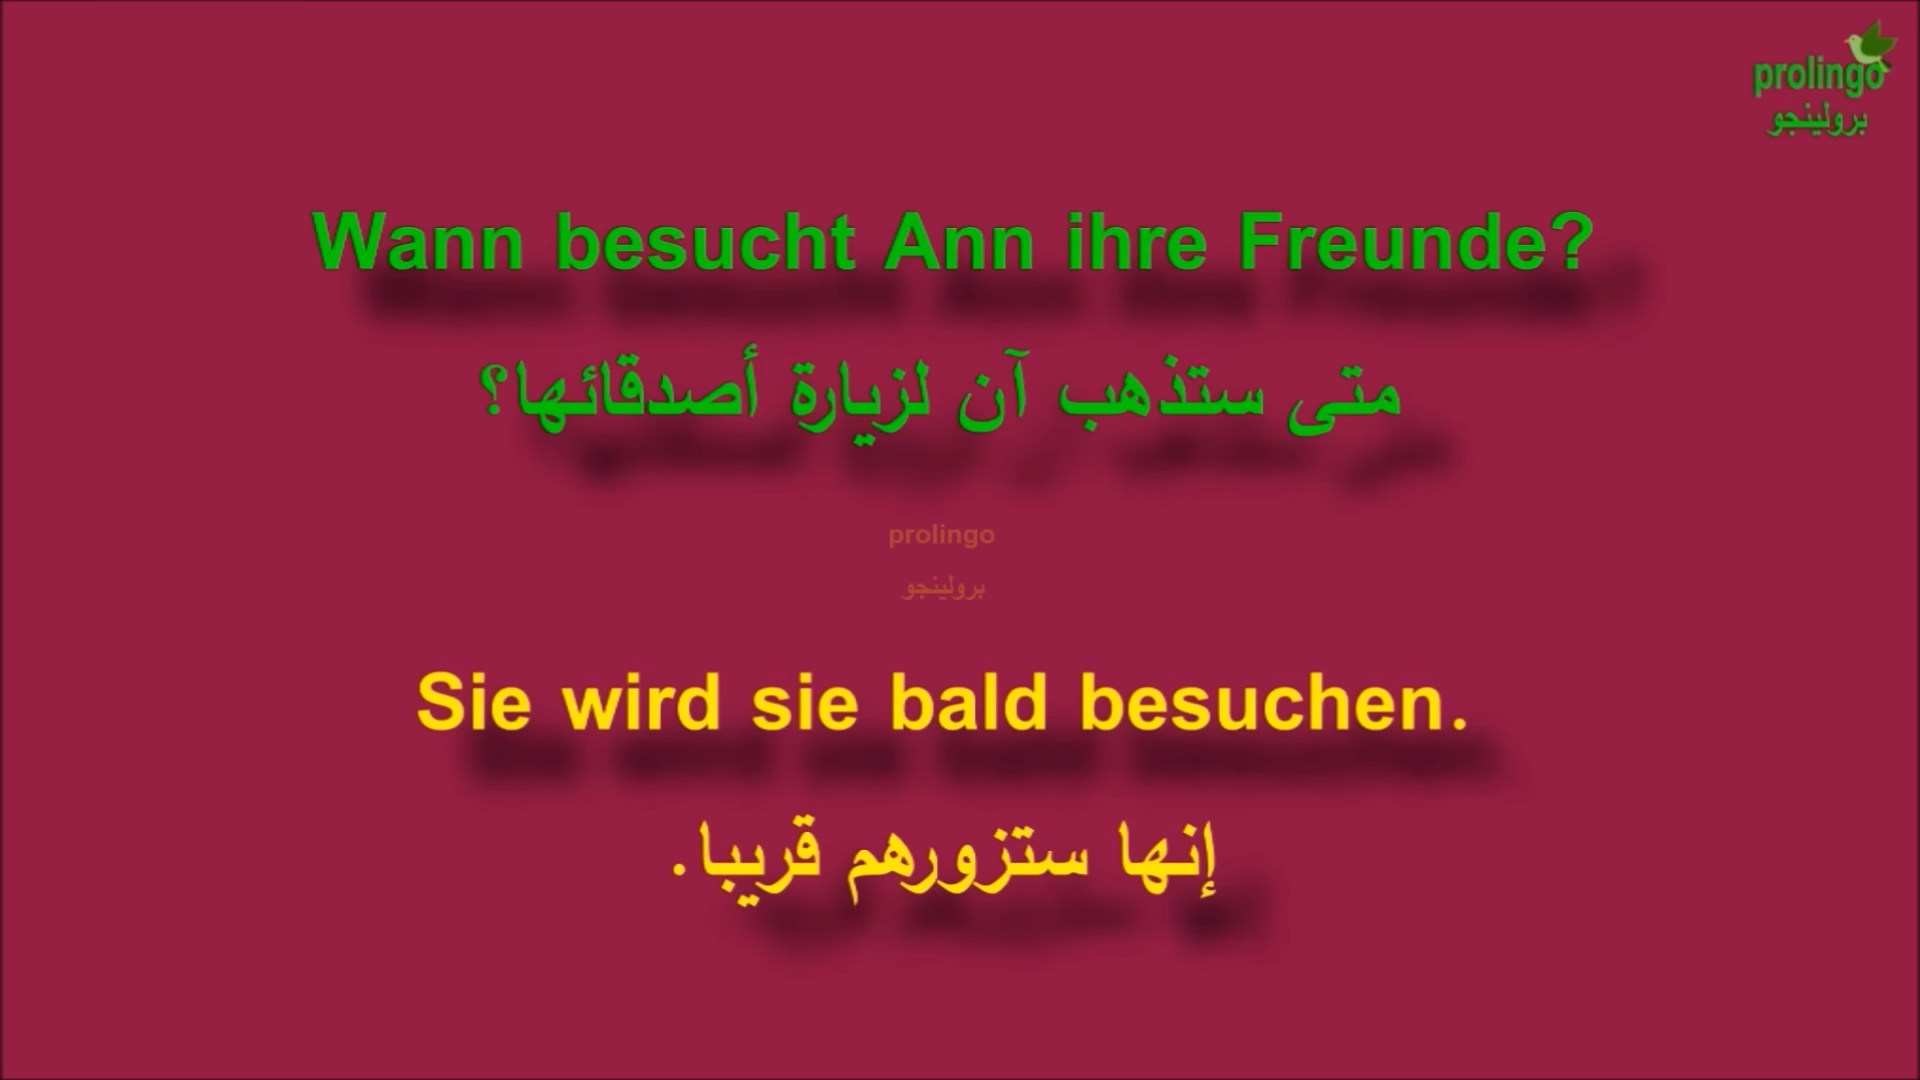 prolingo
برولينجو
Wann besucht Ann ihre Freunde?
متى ستذهب آن لزيارة أصدقائها؟
prolingo
برولينجو
Sie wird sie bald besuchen.
إنها ستزورهم قريبا.